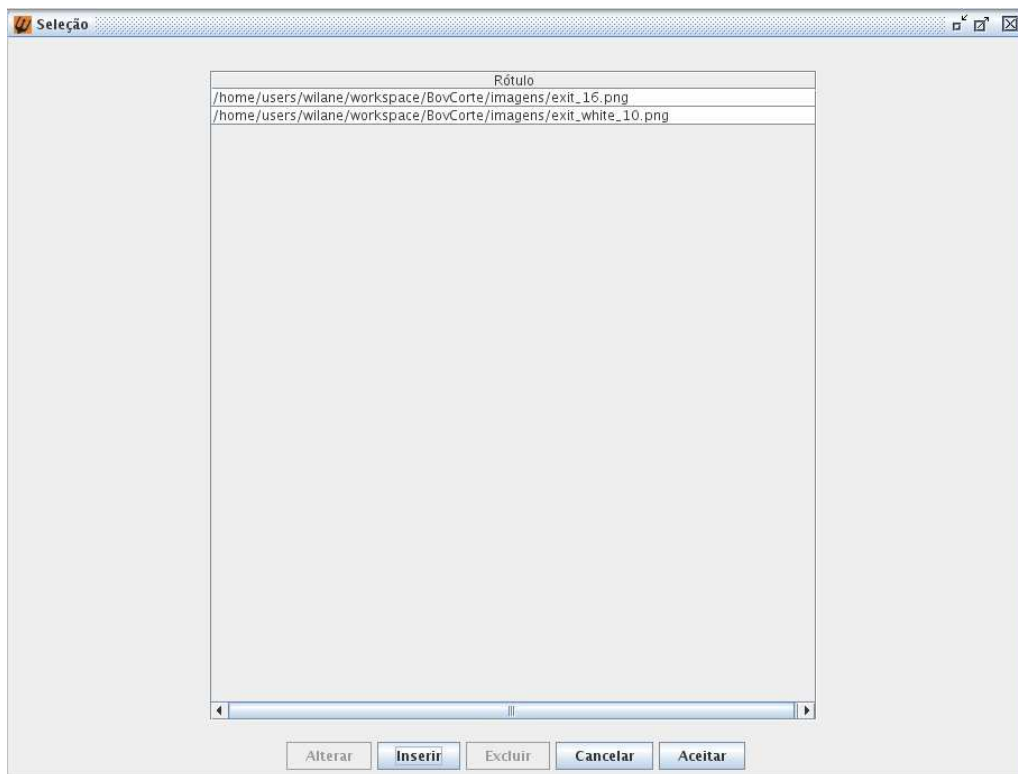 Seleção
Rótulo
/home/users/wilane/workspace/BovCorte/imagens/exit_16.png
/home/users/wilane/workspace/BovCorte/imagens/exit_white_10.png
Alterar Inserir Excluir Cancelar Aceitar